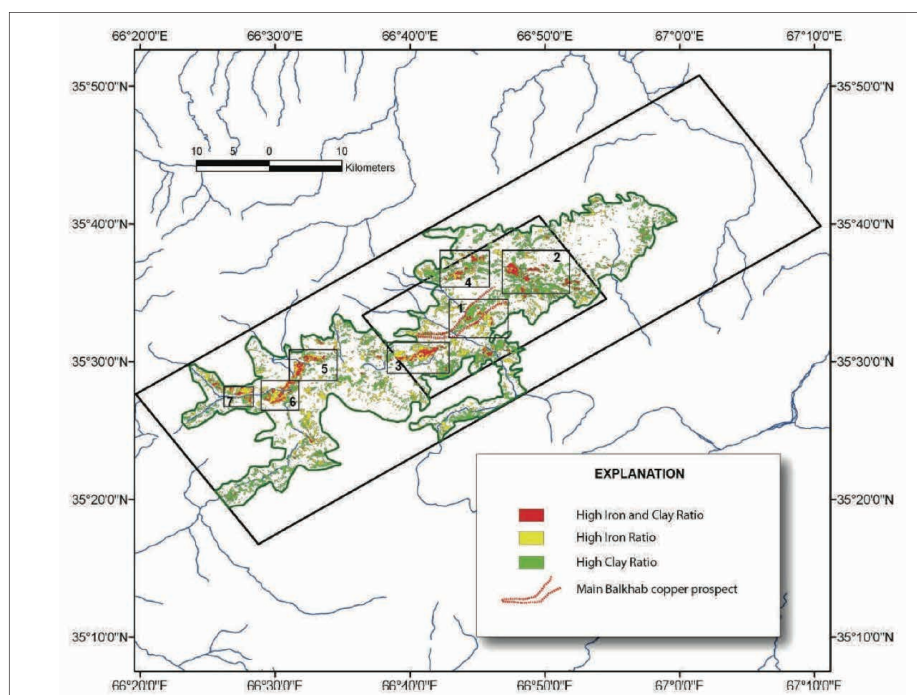 66°20'0"E 66°30'0"E 66°40'0"E 66°50'0"E 67°0'0"E 67°10'0"E
35°50'0"N 35°50'0"N
10 5 0 10
Kilometers
35°40'0"N 35°40'0"N
2
4
1
35°30'0"N 35°30'0"N
3
5
7 6
35°20'0"N 35°20'0"N
EXPLANATION
High Iron and Clay Ratio
High Iron Ratio
High Clay Ratio
Main Balkhab copper prospect
35°10'0"N 35°10'0"N
66°20'0"E 66°30'0"E 66°40'0"E 66°50'0"E 67°0'0"E 67°10'0"E